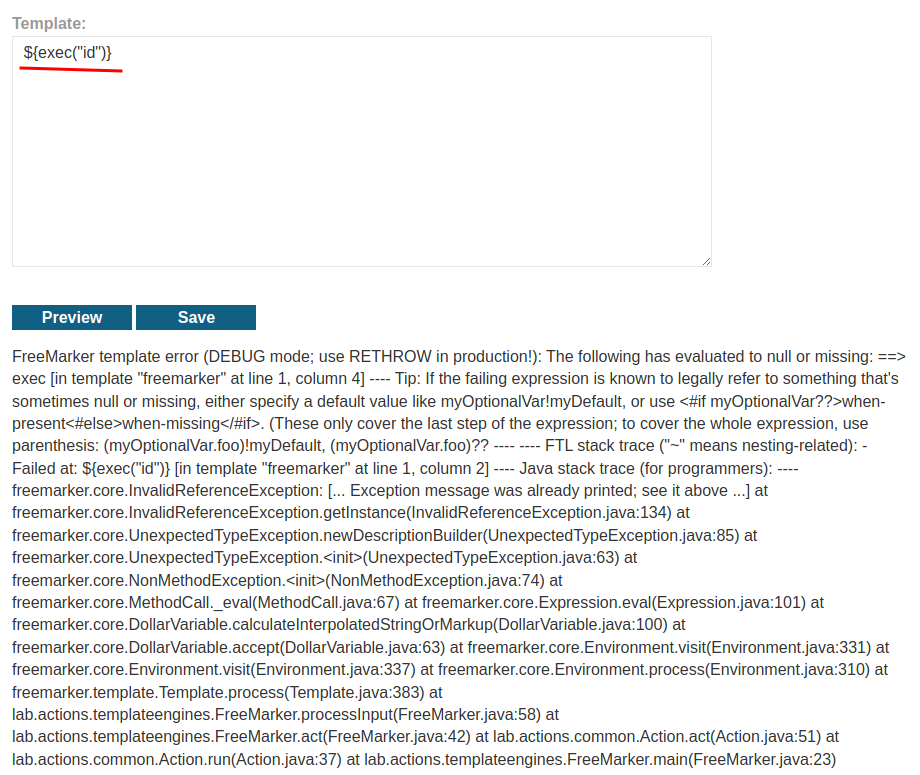 Template:
${exec("id")}
Preview Save
FreeMarker template error (DEBUG mode; use RETHROW in production!): The following has evaluated to null or missing: ==>
exec [in template "freemarker" at line 1, column 4] ---- Tip: If the failing expression is known to legally refer to something that's
sometimes null or missing, either specify a default value like myOptionalVar!myDefault, or use <#if myOptionalVar??>when-
present<#else>when-missing</#if>. (These only cover the last step of the expression; to cover the whole expression, use
parenthesis: (myOptionalVar.foo)!myDefault, (myOptionalVar.foo)?? ---- ---- FTL stack trace ("~" means nesting-related): -
Failed at: ${exec("id")} [in template "freemarker" at line 1, column 2] ---- Java stack trace (for programmers): ----
freemarker.core.InvalidReferenceException: [... Exception message was already printed; see it above ...] at
freemarker.core.InvalidReferenceException.getInstance(InvalidReferenceException.java:134) at
freemarker.core.UnexpectedTypeException.newDescriptionBuilder(UnexpectedTypeException.java:85) at
freemarker.core.UnexpectedTypeException.<init>(UnexpectedTypeException.java:63) at
freemarker.core.NonMethodException.<init>(NonMethodException.java:74) at
freemarker.core.MethodCall._eval(MethodCall.java:67) at freemarker.core.Expression.eval(Expression.java:101) at
freemarker.core.DollarVariable.calculateInterpolatedStringOrMarkup(DollarVariable.java:100) at
freemarker.core.DollarVariable.accept(DollarVariable.java:63) at freemarker.core.Environment.visit(Environment.java:331) at
freemarker.core.Environment.visit(Environment.java:337) at freemarker.core.Environment.process(Environment.java:310) at
freemarker.template.Template.process(Template.java:383) at
lab.actions.templateengines.FreeMarker.processInput(FreeMarker.java:58) at
lab.actions.templateengines.FreeMarker.act(FreeMarker.java:42) at lab.actions.common.Action.act(Action.java:51) at
lab.actions.common.Action.run(Action.java:37) at lab.actions.templateengines.FreeMarker.main(FreeMarker.java:23)